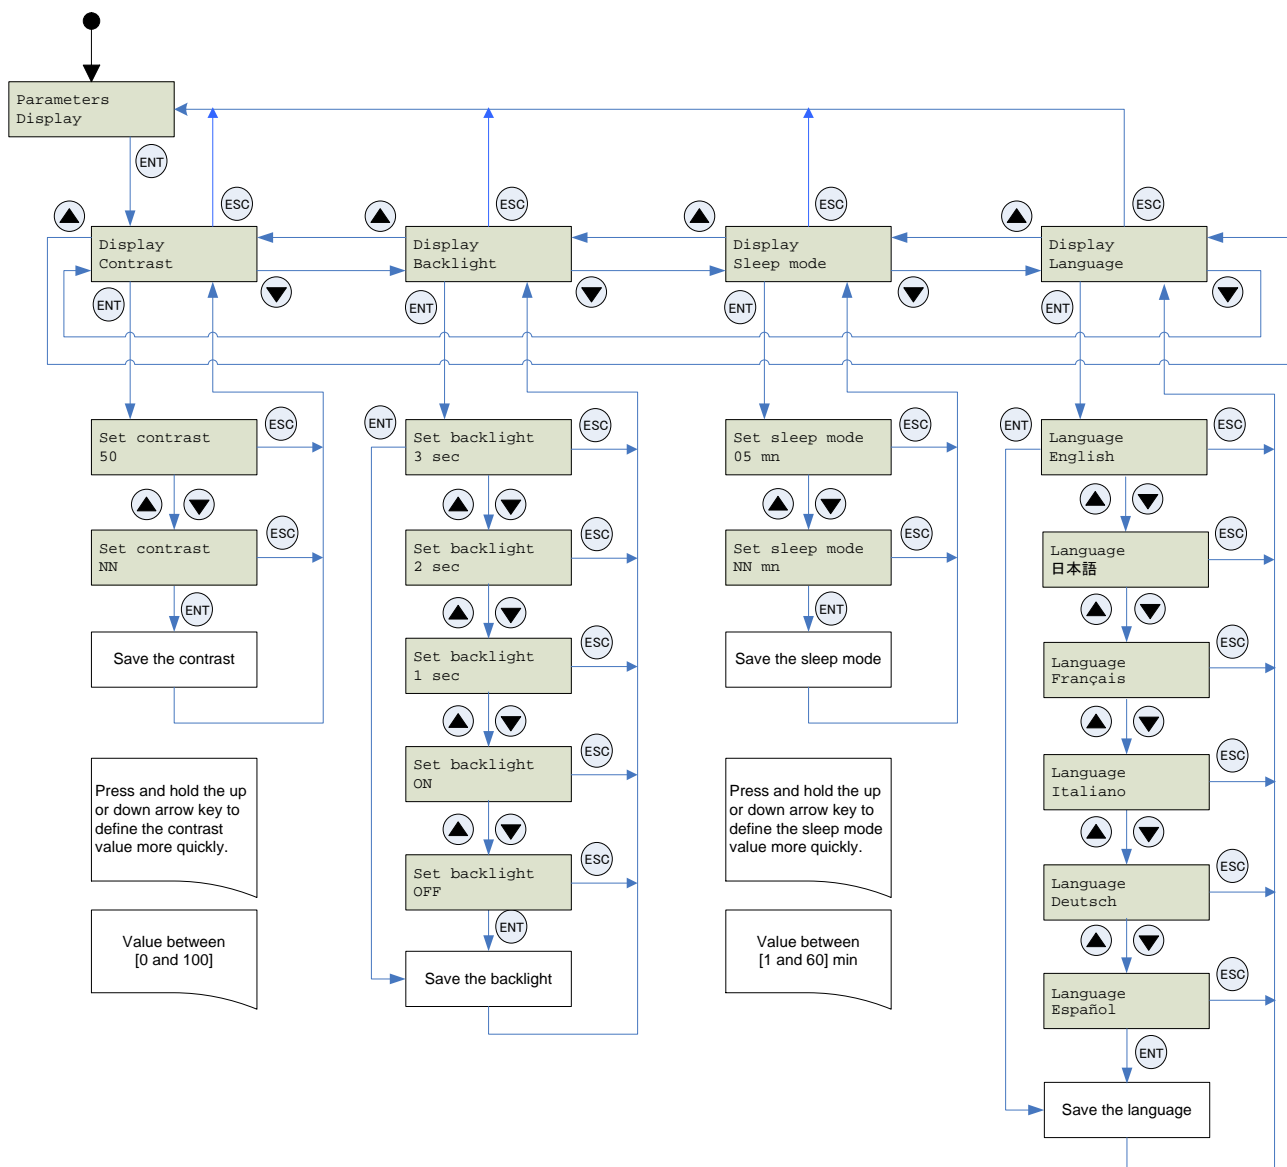 Parameters
Display
ENT
ESC
ESC
ESC
ESC
Display
Contrast
Display
Backlight
Display
Sleep mode
Display
Language
ENT
ENT
ENT
ENT
Set contrast
50
ESC
ENT
Set backlight
3 sec
ESC
Set sleep mode
05 mn
ESC
ENT
Language
English
ESC
Set contrast
NN
ESC
Set backlight
2 sec
ESC
Set sleep mode
NN mn
ESC
Language
日本語
ESC
ENT
ENT
Save the contrast
Set backlight
1 sec
ESC
Save the sleep mode
Language
Français
ESC
Press and hold the up
or down arrow key to
define the contrast
value more quickly.
Set backlight
ON
ESC
Press and hold the up
or down arrow key to
define the sleep mode
value more quickly.
Language
Italiano
ESC
Set backlight
OFF
ESC
Language
Deutsch
ESC
Value between
[0 and 100]
ENT
Save the backlight
Value between
[1 and 60] min
Language
Español
ESC
ENT
Save the language